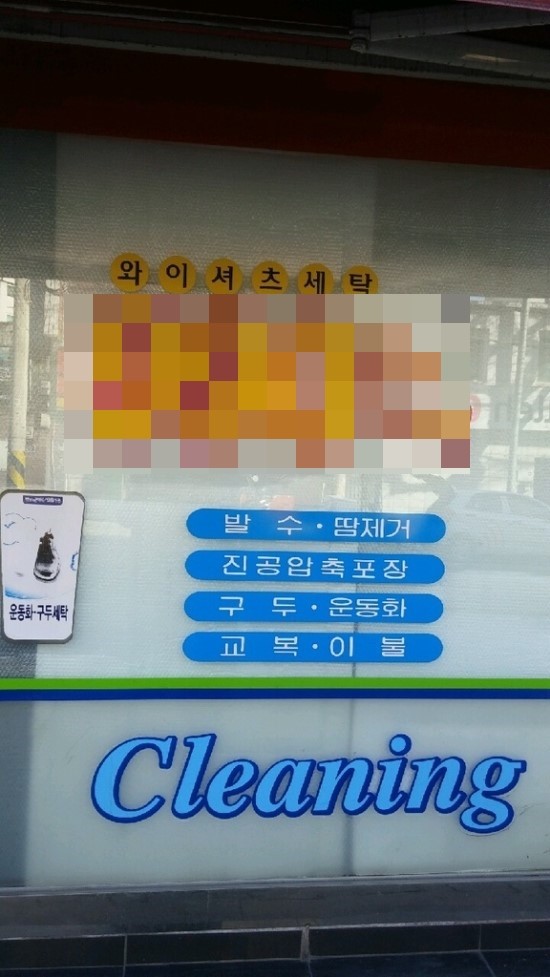 와이셔츠세탁
발 수·땀제거
진공압축포장
구 두·운동화
교 복·이 불
운동화·구두세탁
Cleaning